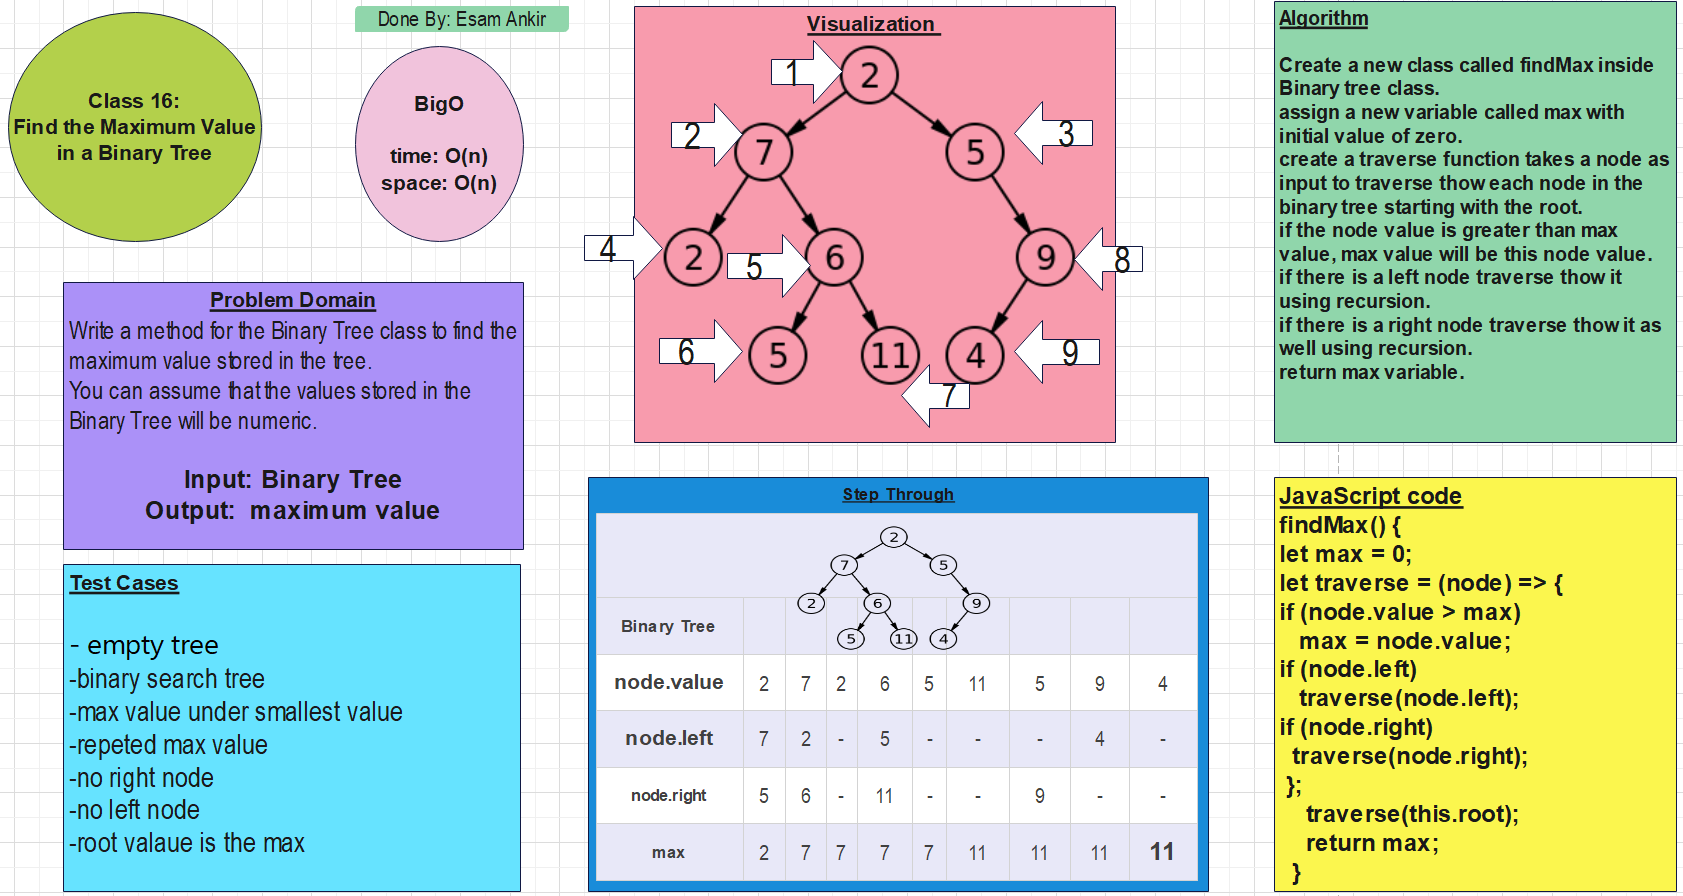 Done By: Esam Ankir
Class 16:
Find the Maximum Value
in a Binary Tree
BigO
time: O(n)
space: O(n)
Problem Domain
Write a method for the Binary Tree class to find the
maximum value stored in the tree.
You can assume that the values stored in the
Binary Tree will be numeric.
Input: Binary Tree
Output: maximum value
Test Cases
- empty tree
-binary search tree
-max value under smallest value
-repeted max value
-no right node
-no left node
-root valaue is the max
Visualization
1 2
2 7 5 3
4 2 5 6 9 8
6 5 11 4 9
7
Step Through
2
7 5
2 6 9
Binary Tree 5 11 4
node.value 2 7 2 6 5 11 5 9 4
node.left 7 2 - 5 - - - 4 -
node.right 5 6 - 11 - - 9 - -
max 2 7 7 7 7 11 11 11 11
Algorithm
Create a new class called findMax inside
Binary tree class.
assign a new variable called max with
initial value of zero.
create a traverse function takes a node as
input to traverse thow each node in the
binary tree starting with the root.
if the node value is greater than max
value, max value will be this node value.
if there is a left node traverse thow it
using recursion.
if there is a right node traverse thow it as
well using recursion.
return max variable.
JavaScript code
findMax() {
let max = 0;
let traverse = (node) => {
if (node.value > max)
max = node.value;
if (node.left)
traverse(node.left);
if (node.right)
traverse(node.right);
};
traverse(this.root);
return max;
}